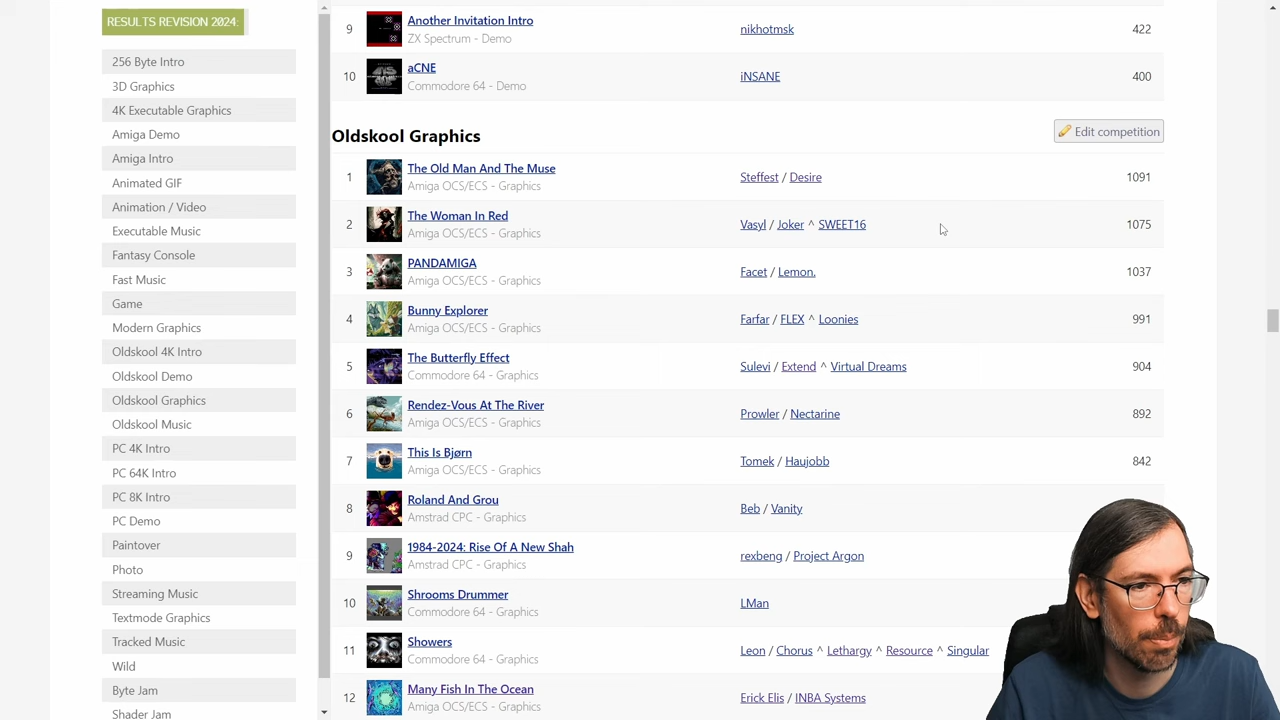 RESULTS REVISION 2024:
256 Byte Intro
3D Graphics
4K Executable Graphics
Amiga Demo
Amiga Intro
Animated GIF
Animation / Video
Executable Music
Fantasy Console
Fast Music
Game
Modern Graphics
Oldskool 4K Intro
Oldskool Demo
Oldskool Graphics
Oldskool Music
PC 4K Intro
PC 64K Intro
PC 8K Intro
PC Demo
Paintover
Photo
Streaming Music
Textmode Graphics
Tracked Music
Wild
Byte Jam
Shader Jam
9 Another Invitation Intro nikhotmsk 422
ZX Spectrum - Demo
10 aCNE iNSANE 400
Commodore 64 - Demo
Oldskool Graphics Edit competition
1 The Old Man And The Muse Steffest / Desire 1091
Amiga OCS/ECS - Graphics
2 The Woman In Red Vasyl / Joker ^ SWEET16 1075
Amiga OCS/ECS - Graphics
3 PANDAMIGA Facet / Lemon. 1037
Amiga OCS/ECS - Graphics
4 Bunny Explorer Farfar / FLEX ^ Loonies 991
Amiga OCS/ECS - Graphics
5 The Butterfly Effect Sulevi / Extend ^ Virtual Dreams 904
Commodore 64 - Graphics
6 Rendez-Vous At The River Prowler / Nectarine 892
Amiga OCS/ECS - Graphics
7 This Is Bjørn Tomek / Haujobb 842
Amiga OCS/ECS - Graphics
8 Roland And Grou Beb / Vanity
Amstrad CPC - Graphics
9 1984-2024: Rise Of A New Shah rexbeng / Project Argon
Amstrad CPC - Graphics
10 Shrooms Drummer LMan
Commodore 64 - Graphics
11 Showers Leon / Chorus ^ Lethargy ^ Resource ^ Singular
Commodore 64 - Graphics
12 Many Fish In The Ocean Erick Elis / INBA Systems
Amiga OCS/ECS - Graphics